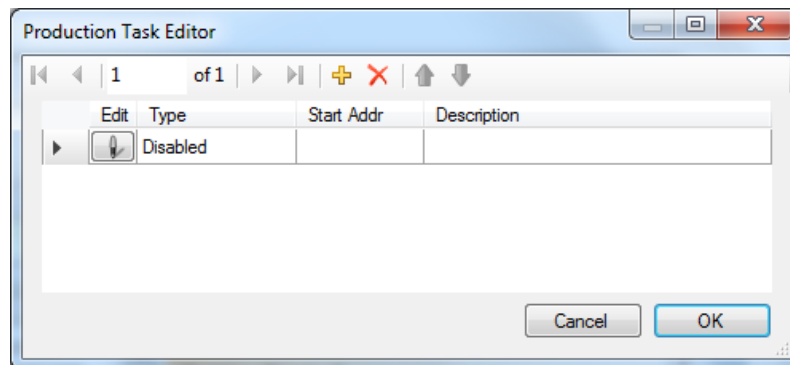 Production Task Editor
1 of 1
Edit Type Start Addr Description
Disabled
Cancel OK